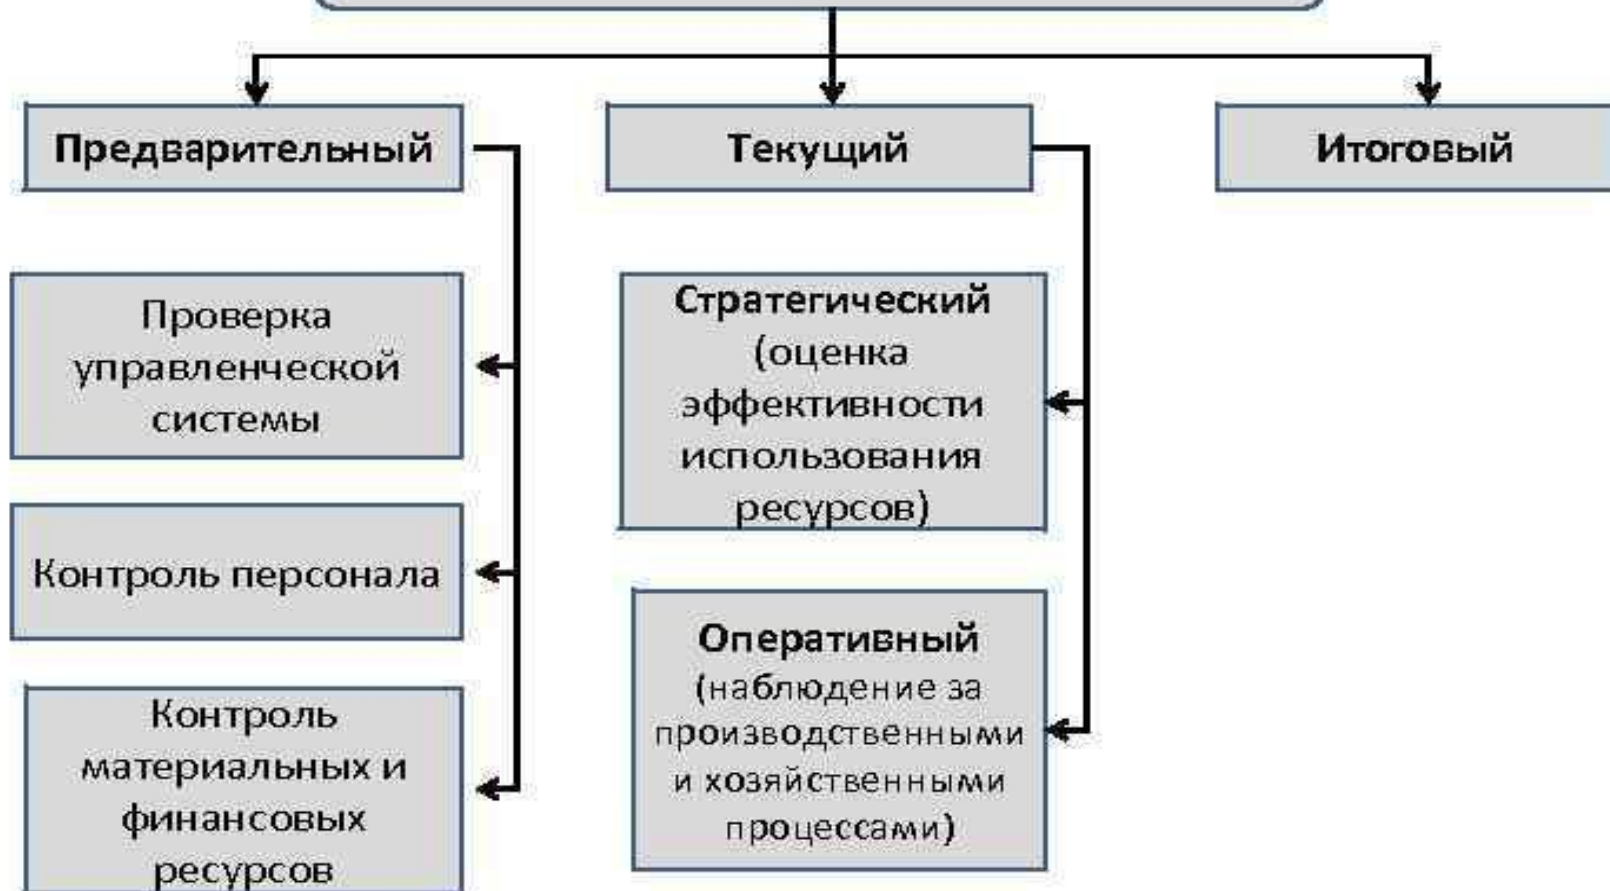 Предварительный
Текущий
Итоговый
Проверка
управленческой
системы
Контроль персонала
Контроль
материальных и
финансовых
ресурсов
Стратегический
(оценка
эффективности
использования
ресурсов)
Оперативный
(наблюдение за
производственными
и хозяйственными
процессами)